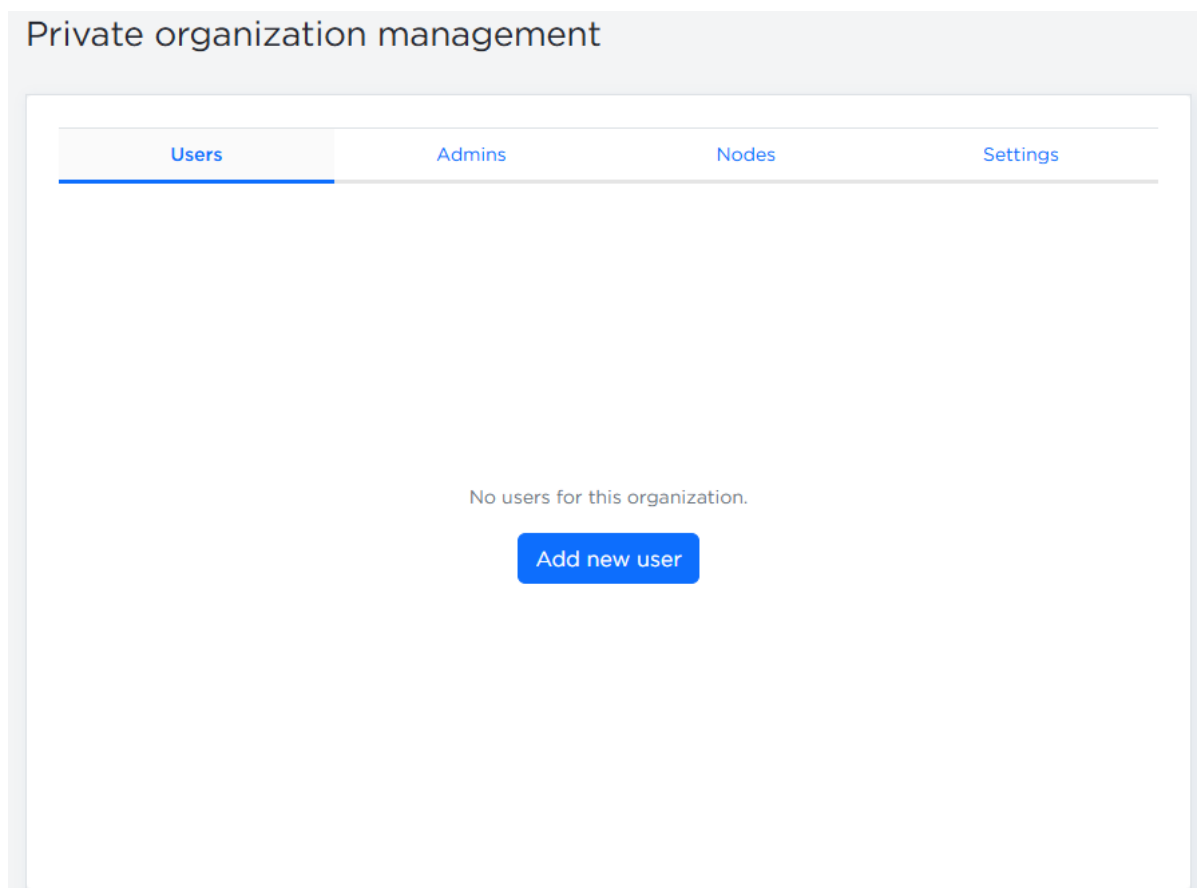 Private organization management
Users Admins Nodes Settings
No users for this organization.
Add new user